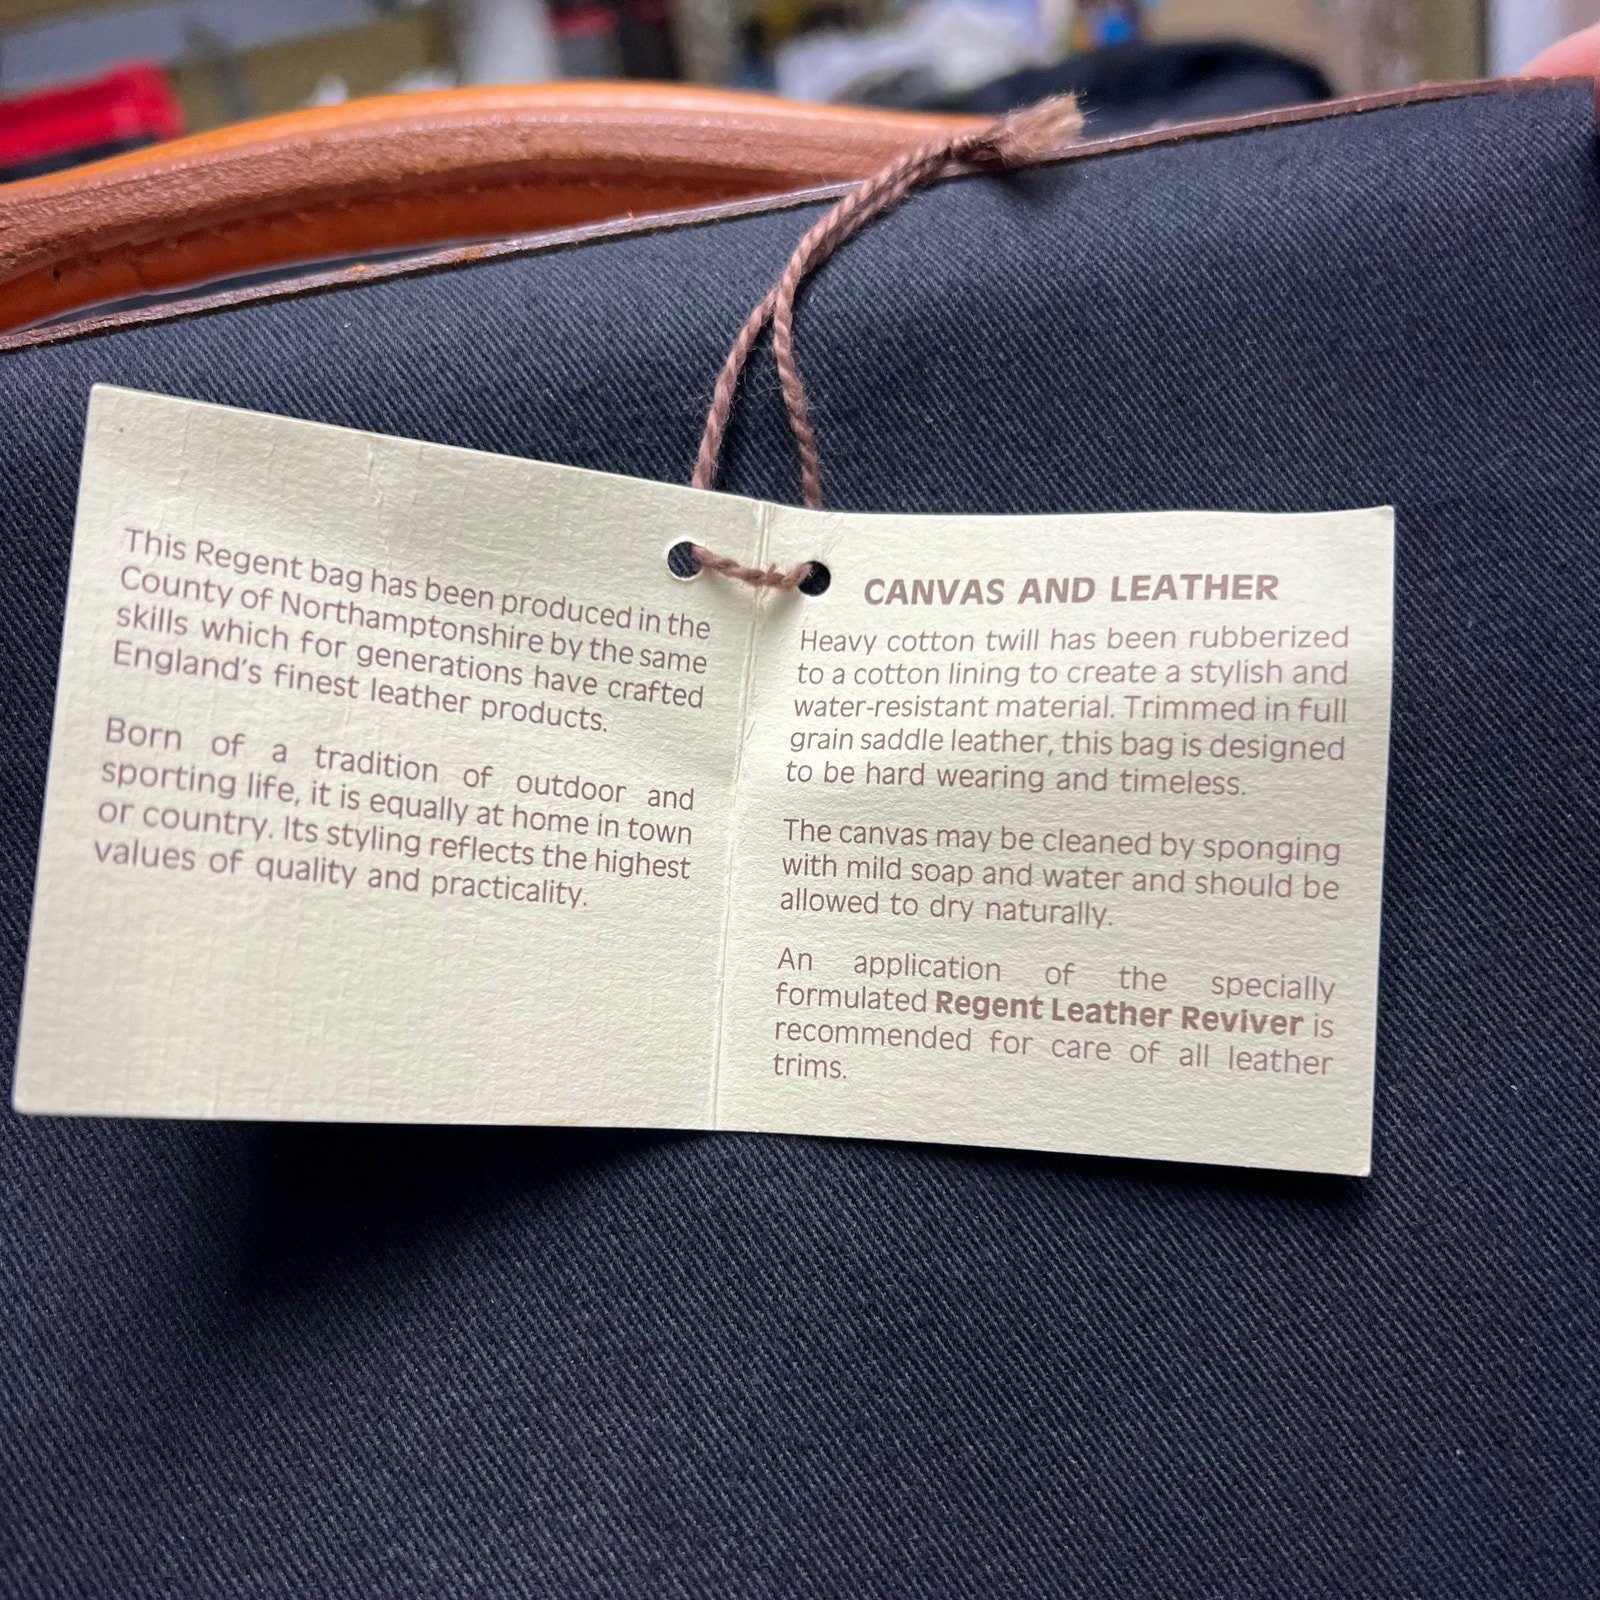 This Regent bag has been produced in the
County of Northamptonshire by the same
skills which for generations have crafted
England's finest leather products.
Born of a tradition of outdoor and
sporting life, it is equally at home in town
or country. Its styling reflects the highest
values of quality and practicality.
CANVAS AND LEATHER
Heavy cotton twill has been rubberized
to a cotton lining to create a stylish and
water-resistant material. Trimmed in full
grain saddle leather, this bag is designed
to be hard wearing and timeless.
The canvas may be cleaned by sponging
with mild soap and water and should be
allowed to dry naturally.
An application of the specially
formulated Regent Leather Reviver is
recommended for care of all leather
trims.